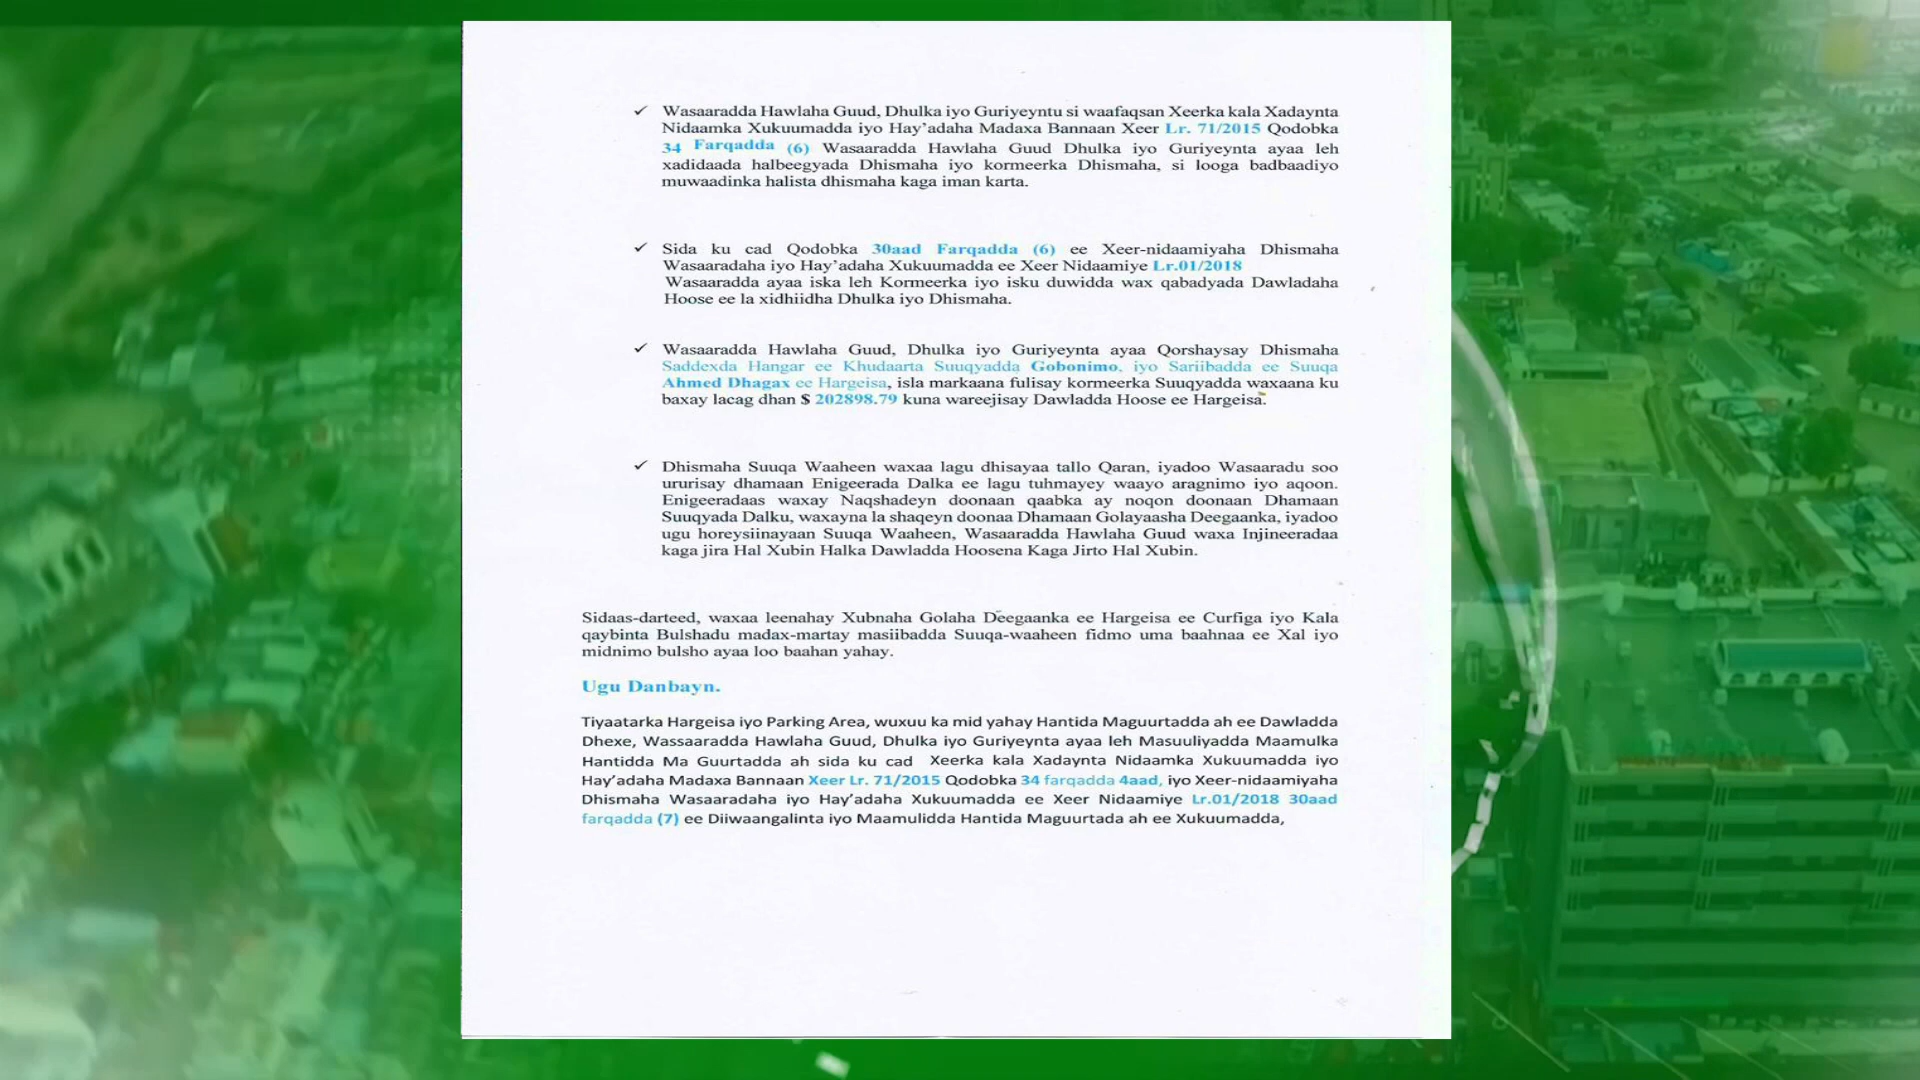 ✓ Wasaaradda Hawlaha Guud, Dhulka iyo Guriyeyntu si waafaqsan Xeerka kala Xadaynta
Nidaamka Xukuumadda iyo Hay'adaha Madaxa Bannaan Xeer Lr. 71/2015 Qodobka
34 Farqadda (6) Wasaaradda Hawlaha Guud Dhulka iyo Guriyeynta ayaa leh
xadidaada halbeegyada Dhismaha iyo kormeerka Dhismaha, si looga badbaadiyo
muwaadinka halista dhismaha kaga iman karta.
✓ Sida ku cad Qodobka 30aad Farqadda (6) ee Xeer-nidaamiyaha Dhismaha
Wasaaradaha iyo Hay'adaha Xukuumadda ee Xeer Nidaamiye Lr.01/2018
Wasaaradda ayaa iska leh Kormeerka iyo isku duwidda wax qabadyada Dawladaha
Hoose ee la xidhiidha Dhulka iyo Dhismaha.
✓ Wasaaradda Hawlaha Guud, Dhulka iyo Guriyeynta ayaa Qorshaysay Dhismaha
Saddexda Hangar ee Khudaarta Suuqyadda Gobonimo, iyo Sariibadda ee Suuqa
Ahmed Dhagax ee Hargeisa, isla markaana fulisay kormeerka Suuqyadda waxaana ku
baxay lacag dhan $ 202898.79 kuna wareejisay Dawladda Hoose ee Hargeisa.
✓ Dhismaha Suuqa Waaheen waxaa lagu dhisayaa tallo Qaran, iyadoo Wasaaradu soo
ururisay dhamaan Enigeerada Dalka ee lagu tuhmayey waayo aragnimo iyo aqoon.
Enigeeradaas waxay Naqshadeyn doonaan qaabka ay noqon doonaan Dhamaan
Suuqyada Dalku, waxayna la shaqeyn doonaa Dhamaan Golayaasha Deegaanka, iyadoo
ugu horeysiinayaan Suuqa Waaheen, Wasaaradda Hawlaha Guud waxa Injineeradaa
kaga jira Hal Xubin Halka Dawladda Hoosena Kaga Jirto Hal Xubin.
Sidaas-darteed, waxaa leenahay Xubnaha Golaha Deegaanka ee Hargeisa ee Curfiga iyo Kala
qaybinta Bulshadu madax-martay masiibadda Suuqa-waaheen fidmo uma baahnaa ee Xal iyo
midnimo bulsho ayaa loo baahan yahay.
Ugu Danbayn.
Tiyaatarka Hargeisa iyo Parking Area, wuxuu ka mid yahay Hantida Maguurtadda ah ee Dawladda
Dhexe, Wassaaradda Hawlaha Guud, Dhulka iyo Guriyeynta ayaa leh Masuuliyadda Maamulka
Hantidda Ma Guurtadda ah sida ku cad Xeerka kala Xadaynta Nidaamka Xukuumadda iyo
Hay'adaha Madaxa Bannaan Xeer Lr. 71/2015 Qodobka 34 farqadda 4aad, iyo Xeer-nidaamiyaha
Dhismaha Wasaaradaha iyo Hay'adaha Xukuumadda ee Xeer Nidaamiye Lr.01/2018 30aad
farqadda (7) ee Diiwaangalinta iyo Maamulidda Hantida Maguurtada ah ee Xukuumadda,